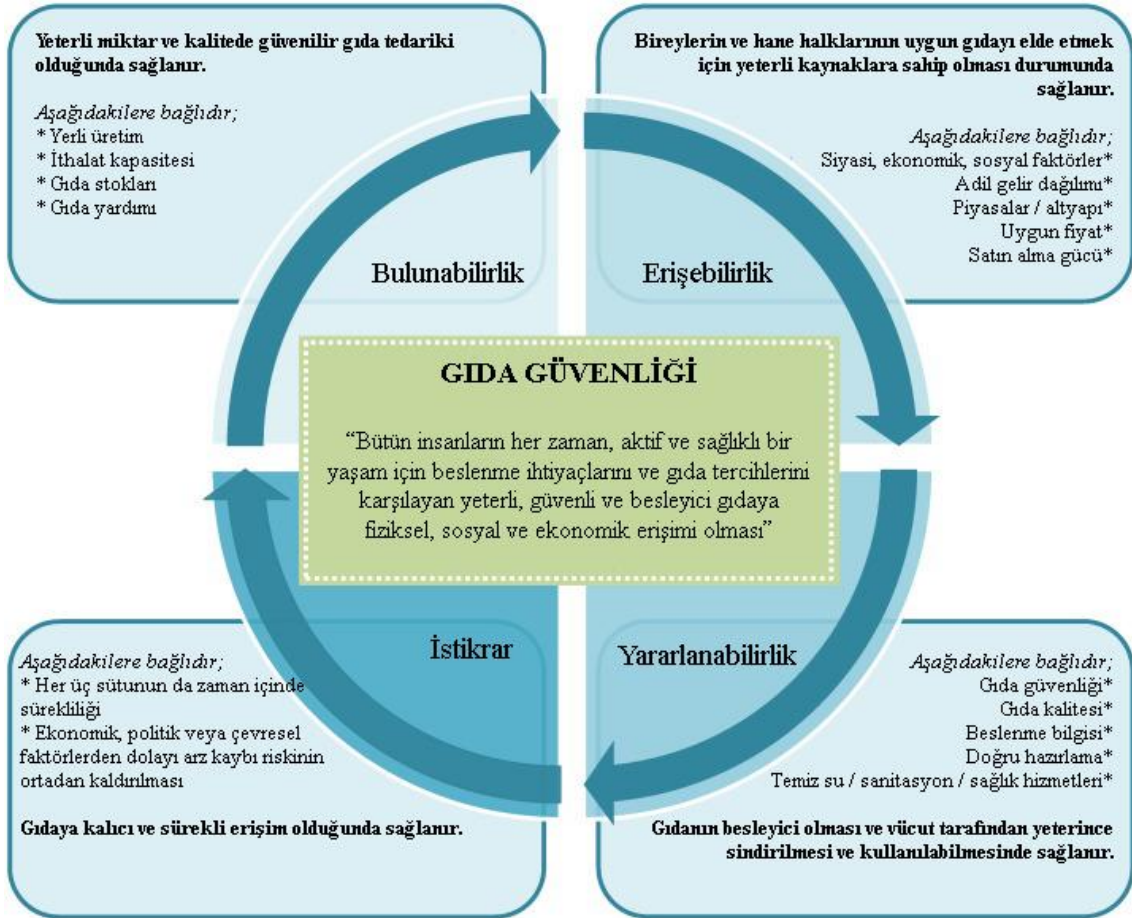 Yeterli miktar ve kalitede güvenilir gıda tedariki
olduğunda sağlanır.
Aşağıdakilere bağlıdır;
* Yerli üretim
* İthalat kapasitesi
* Gıda stokları
* Gıda yardımı
Bulunabilirlik
Bireylerin ve hane halklarının uygun gıdayı elde etmek
için yeterli kaynaklara sahip olması durumunda
sağlanır.
Aşağıdakilere bağlıdır;
Siyasi, ekonomik, sosyal faktörler*
Adil gelir dağılımı*
Piyasalar / altyapı*
Uygun fiyat*
Satın alma gücü*
Erişebilirlik
GIDA GÜVENLİĞİ
“Bütün insanların her zaman, aktif ve sağlıklı bir
yaşam için beslenme ihtiyaçlarını ve gıda tercihlerini
karşılayan yeterli, güvenli ve besleyici gıdaya
fiziksel, sosyal ve ekonomik erişimi olması”
İstikrar
Aşağıdakilere bağlıdır;
* Her üç sütunun da zaman içinde
sürekliliği
* Ekonomik, politik veya çevresel
faktörlerden dolayı arz kaybı riskinin
ortadan kaldırılması
Gıdaya kalıcı ve sürekli erişim olduğunda sağlanır.
Yararlanabilirlik
Aşağıdakilere bağlıdır;
Gıda güvenliği*
Gıda kalitesi*
Beslenme bilgisi*
Doğru hazırlama*
Temiz su / sanitasyon / sağlık hizmetleri*
Gıdanın besleyici olması ve vücut tarafından yeterince
sindirilmesi ve kullanılabilmesinde sağlanır.